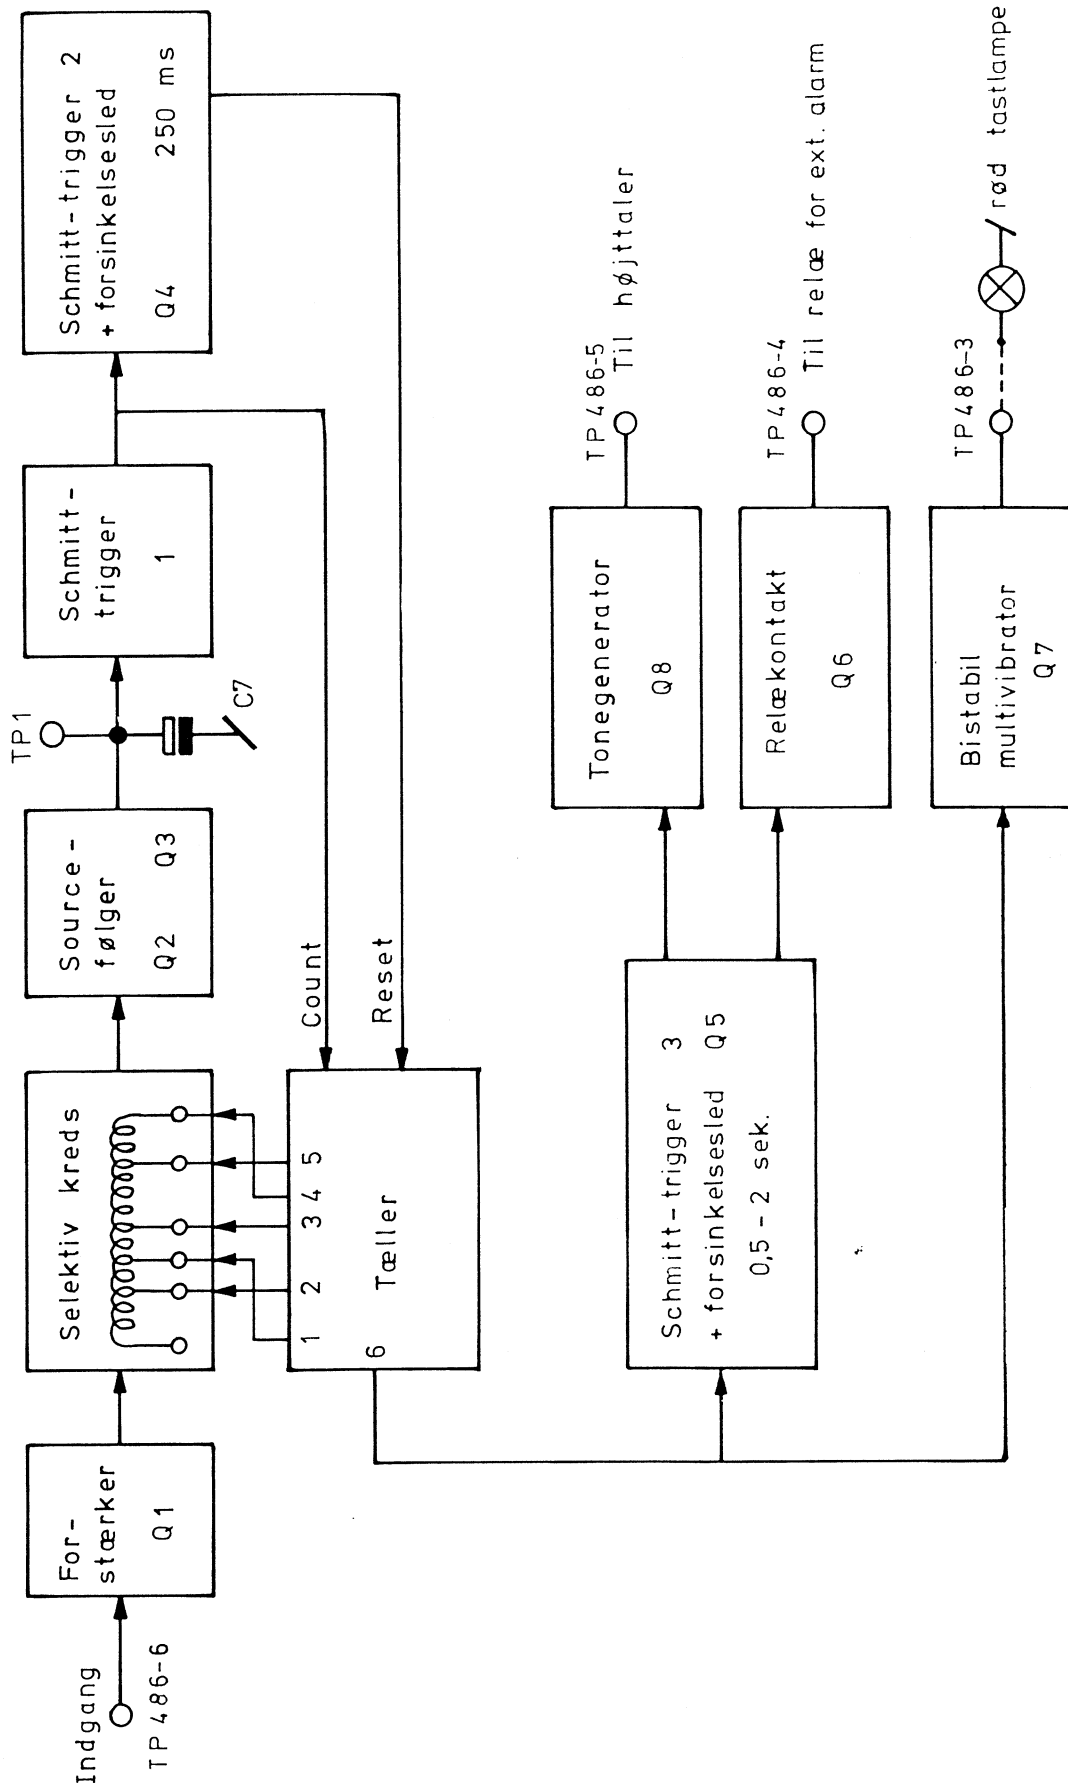 Indgang
TP 486-6
For-
stærker
Q1
Selektiv kreds
Source-
følger
Q2 Q3
TP1
C7
Schmitt-
trigger
1
Schmitt-trigger 2
+ forsinkelsesled
Q4 250 ms
Count
Reset
1 2 3 4 5
6
Tæller
Schmitt-trigger 3
+ forsinkelsesled Q5
0,5-2 sek.
Tonegenerator
Q8
TP 486-5
Til højttaler
Relækontakt
Q6
TP 486-4
Til relæ for ext. alarm
Bistabil
multivibrator
Q7
TP 486-3
rød tastlampe